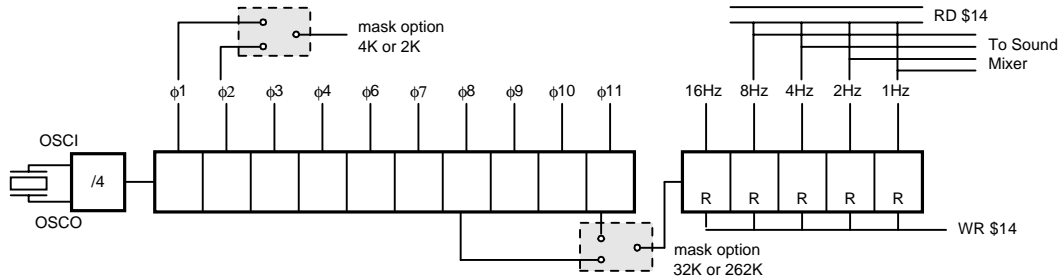 mask option
4K or 2K
RD $14
To Sound
Mixer
ϕ1 ϕ2 ϕ3 ϕ4 ϕ6 ϕ7 ϕ8 ϕ9 ϕ10 ϕ11 16Hz 8Hz 4Hz 2Hz 1Hz
OSCI
/4
OSCO
R R R R R
WR $14
mask option
32K or 262K